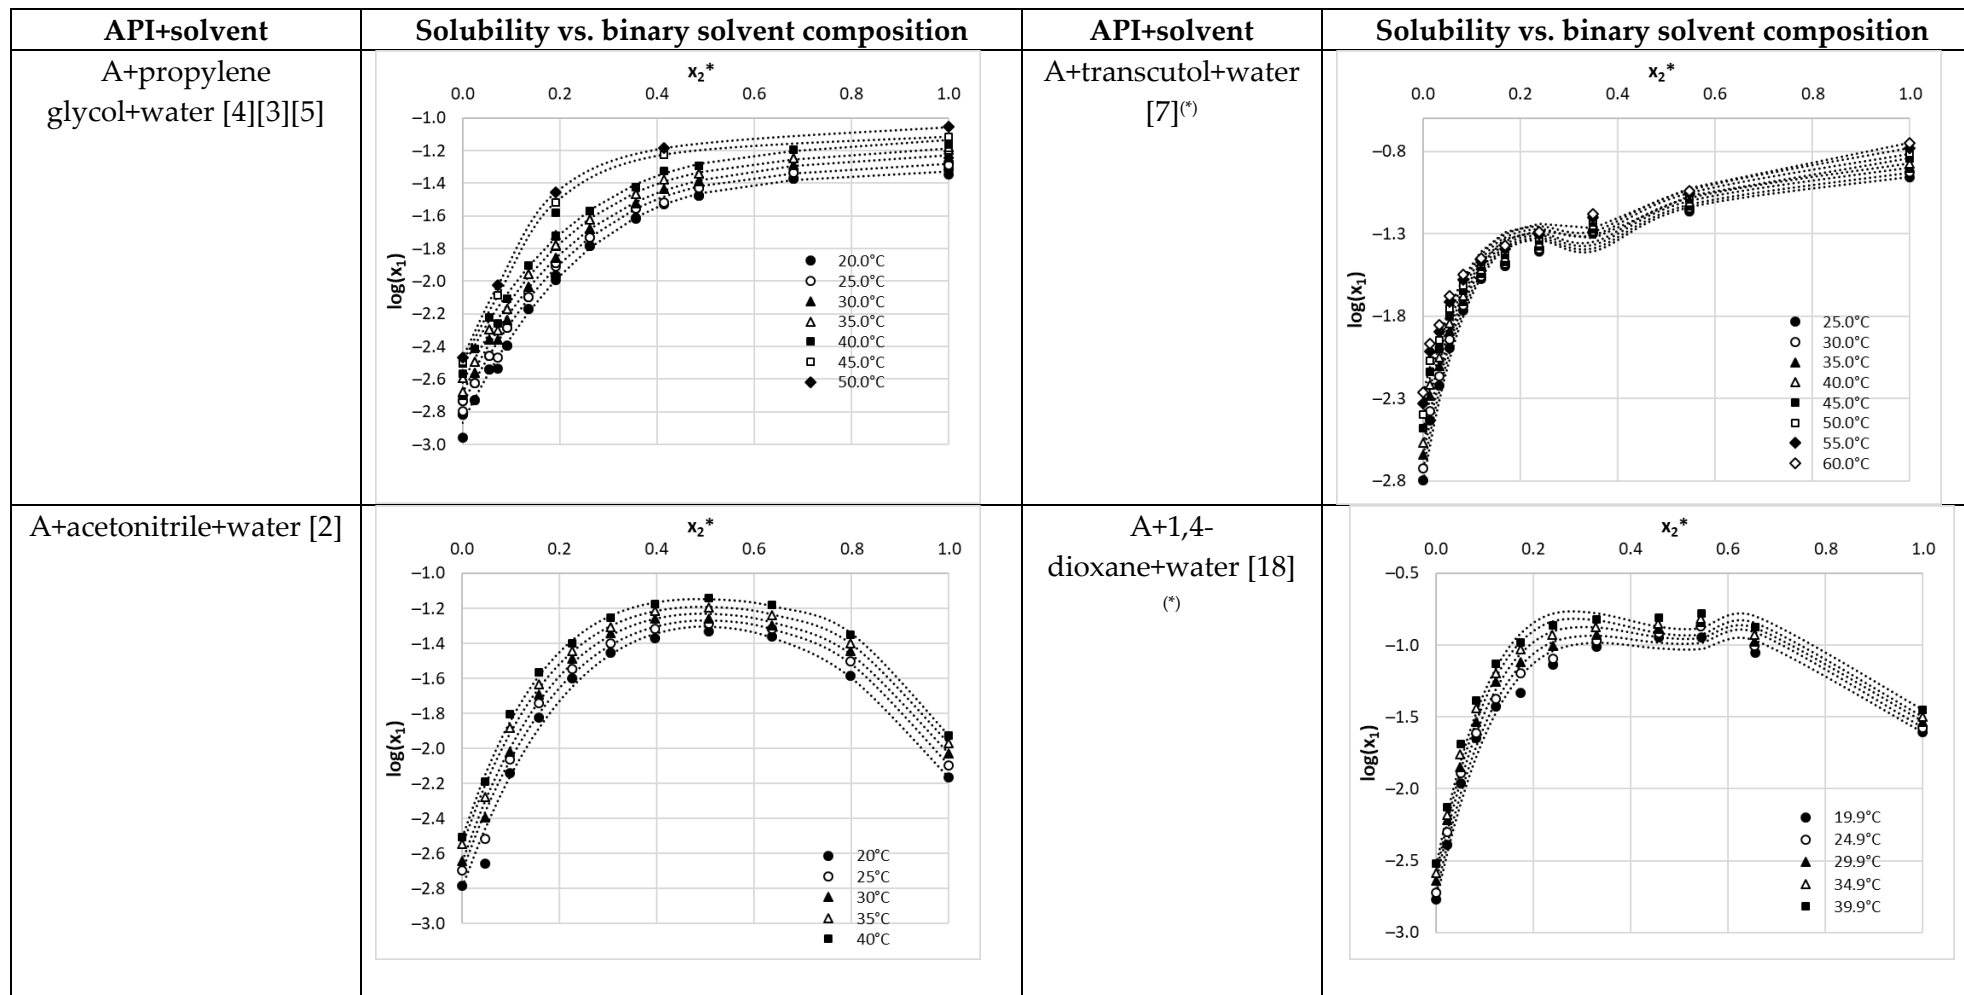 API+solvent
Solubility vs. binary solvent composition
API+solvent
Solubility vs. binary solvent composition
A+propylene
glycol+water [4][3][5]
x₂*
0.0 0.2 0.4 0.6 0.8 1.0
−1.0
−1.2
−1.4
−1.6
−1.8
−2.0
−2.2
−2.4
−2.6
−2.8
−3.0
log(x₁)
20.0°C
25.0°C
30.0°C
35.0°C
40.0°C
45.0°C
50.0°C
A+transcutol+water
[7](*)
x₂*
0.0 0.2 0.4 0.6 0.8 1.0
−0.8
−1.3
−1.8
−2.3
−2.8
log(x₁)
25.0°C
30.0°C
35.0°C
40.0°C
45.0°C
50.0°C
55.0°C
60.0°C
A+acetonitrile+water [2]
x₂*
0.0 0.2 0.4 0.6 0.8 1.0
−1.0
−1.2
−1.4
−1.6
−1.8
−2.0
−2.2
−2.4
−2.6
−2.8
−3.0
log(x₁)
20°C
25°C
30°C
35°C
40°C
A+1,4-
dioxane+water [18]
(*)
x₂*
0.0 0.2 0.4 0.6 0.8 1.0
−0.5
−1.0
−1.5
−2.0
−2.5
−3.0
log(x₁)
19.9°C
24.9°C
29.9°C
34.9°C
39.9°C